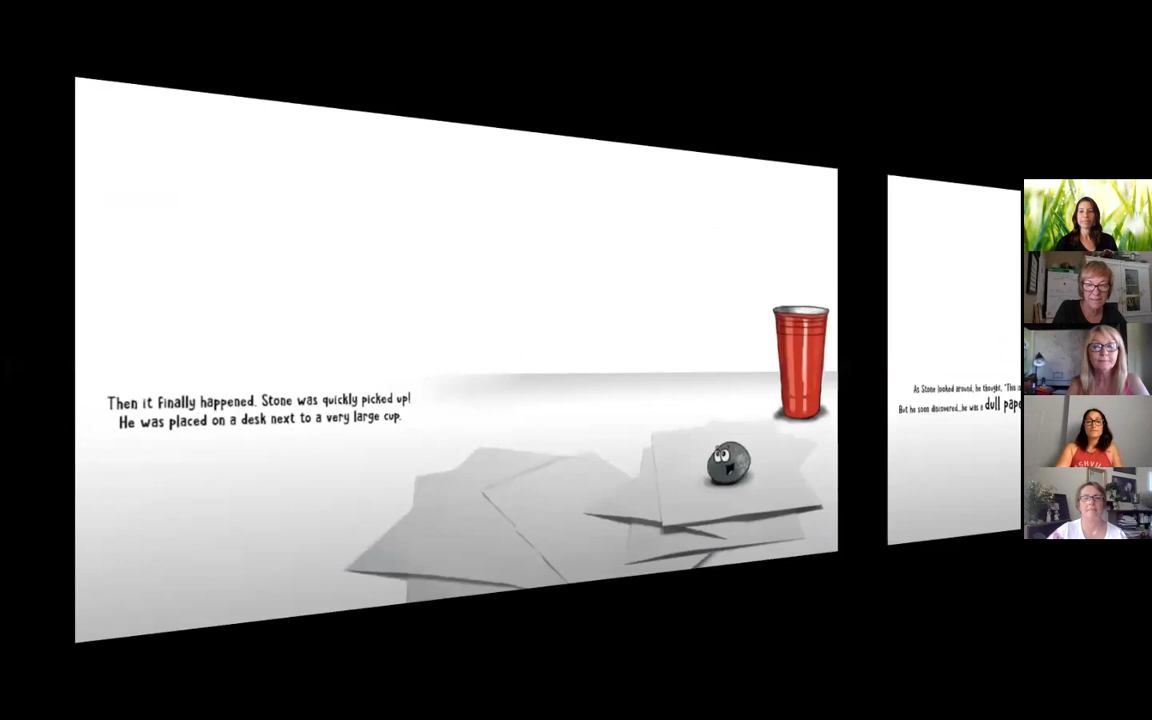 Then it finally happened. Stone was quickly picked up!
He was placed on a desk next to a very large cup.
As Stone looked around, he thought, "This
But he soon discovered...he was a dull